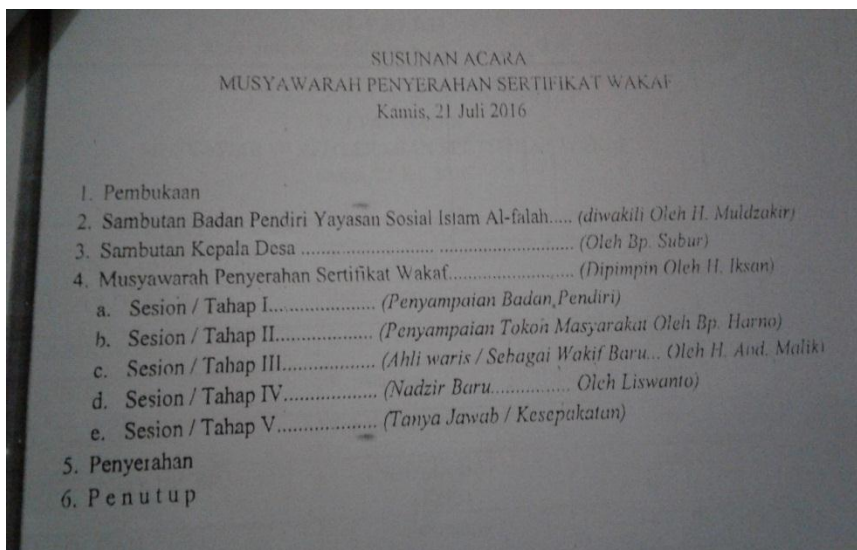 SUSUNAN ACARA
MUSYAWARAH PENYERAHAN SERTIFIKAT WAKAF
Kamis, 21 Juli 2016
1. Pembukaan
2. Sambutan Badan Pendiri Yayasan Sosial Islam Al-falah..... (diwakili Oleh H. Muldzakir)
3. Sambutan Kepala Desa ............................ ............................ (Oleh Bp. Subur)
4. Musyawarah Penyerahan Sertifikat Wakaf.......................... (Dipimpin Oleh H. Iksan)
a. Sesion / Tahap I...................... (Penyampaian Badan Pendiri)
b. Sesion / Tahap II..................... (Penyampaian Tokoh Masyarakat Oleh Bp. Harno)
c. Sesion / Tahap III.................... (Ahli waris / Sebagai Wakif Baru... Oleh H. Abd. Malik)
d. Sesion / Tahap IV.................... (Nadzir Baru................ Oleh Liswanto)
e. Sesion / Tahap V..................... (Tanya Jawab / Kesepakatan)
5. Penyerahan
6. P e n u t u p